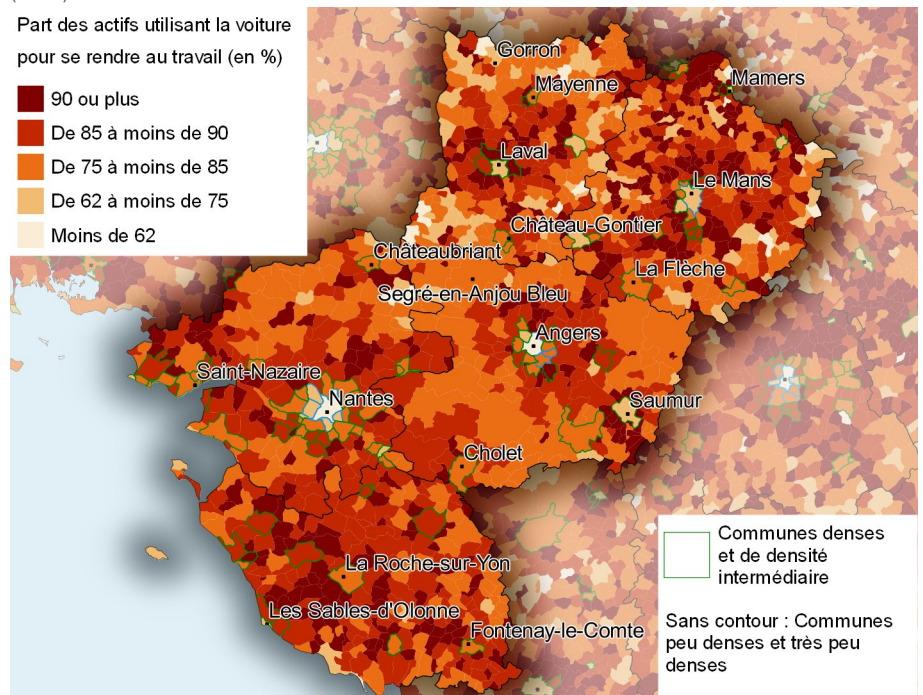 Part des actifs utilisant la voiture
pour se rendre au travail (en %)
90 ou plus
De 85 à moins de 90
De 75 à moins de 85
De 62 à moins de 75
Moins de 62
Gorron
Mayenne
Mamers
Laval
Le Mans
Château-Gontier
Châteaubriant
La Flèche
Segré-en-Anjou Bleu
Angers
Saint-Nazaire
Nantes
Saumur
Cholet
La Roche-sur-Yon
Les Sables-d'Olonne
Fontenay-le-Comte
Communes denses
et de densité
intermédiaire
Sans contour : Communes
peu denses et très peu
denses